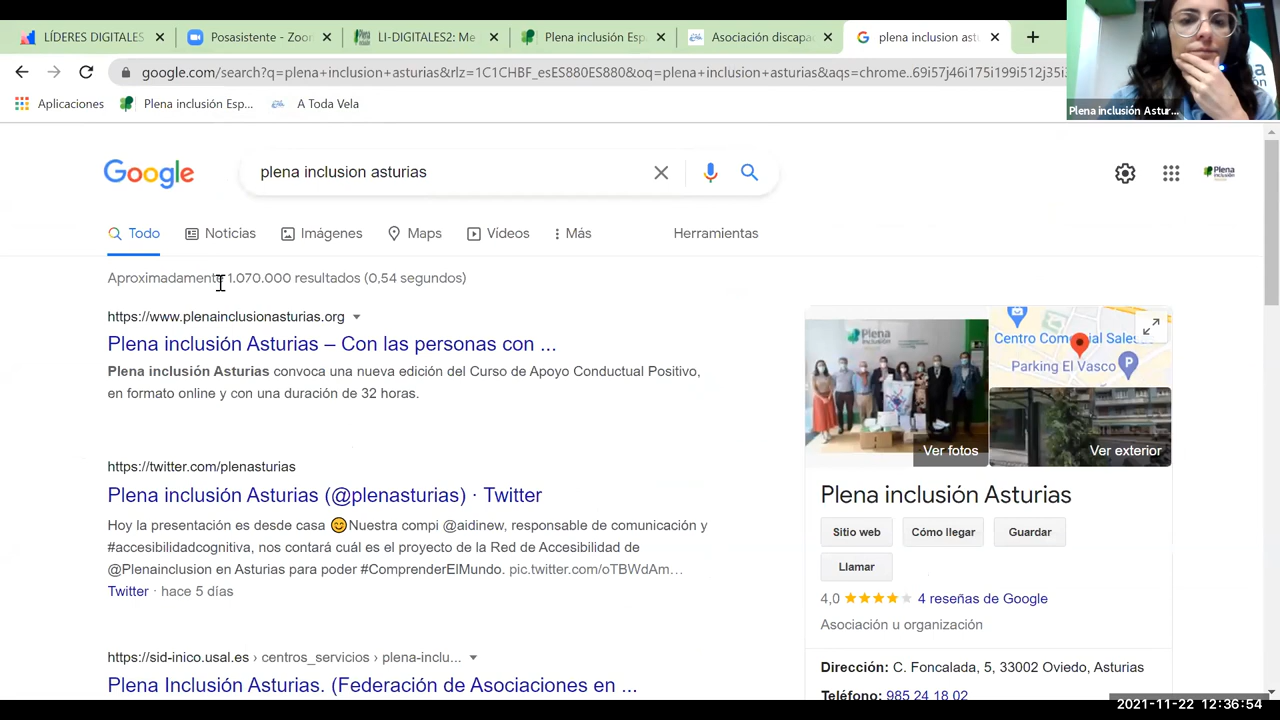 LÍDERES DIGITALES
Posasistente - Zoo
LI-DIGITALES2: Me
Plena inclusión Es
Asociación discapa
plena inclusion ast
google.com/search?q=plena+inclusion+asturias&rlz=1C1CHBF_esES880ES880&oq=plena+inclusion+asturias&aqs=chrome..69i57j46i175i199i512j35i
Aplicaciones
Plena inclusión Esp...
A Toda Vela
Plena inclusión Astur...
Google
plena inclusion asturias
Plena inclusión
Todo
Noticias
Imágenes
Maps
Vídeos
Más
Herramientas
Aproximadamente 1.070.000 resultados (0,54 segundos)
https://www.plenainclusionasturias.org
Plena inclusión Asturias – Con las personas con ...
Plena inclusión Asturias convoca una nueva edición del Curso de Apoyo Conductual Positivo,
en formato online y con una duración de 32 horas.
https://twitter.com/plenasturias
Plena inclusión Asturias (@plenasturias) · Twitter
Hoy la presentación es desde casa 😊Nuestra compi @aidinew, responsable de comunicación y
#accesibilidadcognitiva, nos contará cuál es el proyecto de la Red de Accesibilidad de
@Plenainclusion en Asturias para poder #ComprenderElMundo. pic.twitter.com/oTBWdAm…
Twitter · hace 5 días
https://sid-inico.usal.es › centros_servicios › plena-inclu...
Plena Inclusión Asturias. (Federación de Asociaciones en ...
Plena
Centro Comercial Sales
Parking El Vasco
Ver fotos
Ver exterior
Plena inclusión Asturias
Sitio web
Cómo llegar
Guardar
Llamar
4,0
4 reseñas de Google
Asociación u organización
Dirección: C. Foncalada, 5, 33002 Oviedo, Asturias
Teléfono: 985 24 18 02
2021-11-22 12:36:54